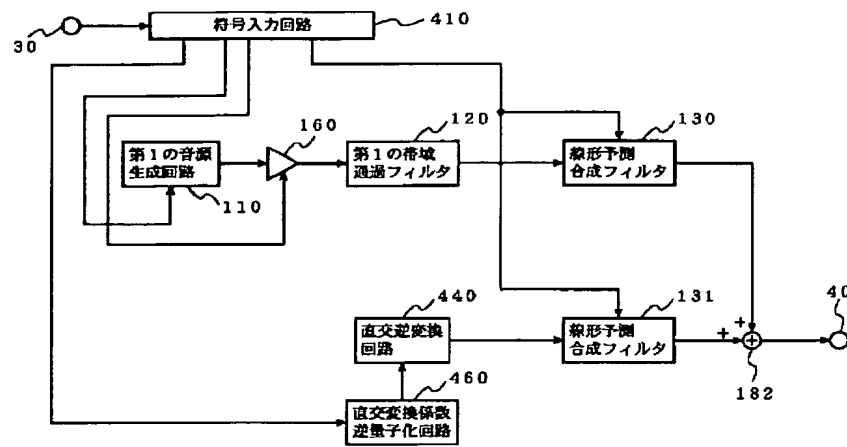 30
符号入力回路
410
160
120
130
第1の音源
生成回路
第1の帯域
通過フィルタ
線形予測
合成フィルタ
110
440
131
40
直交逆変換
回路
線形予測
合成フィルタ
+
+
+
182
460
直交変換係数
逆量子化回路